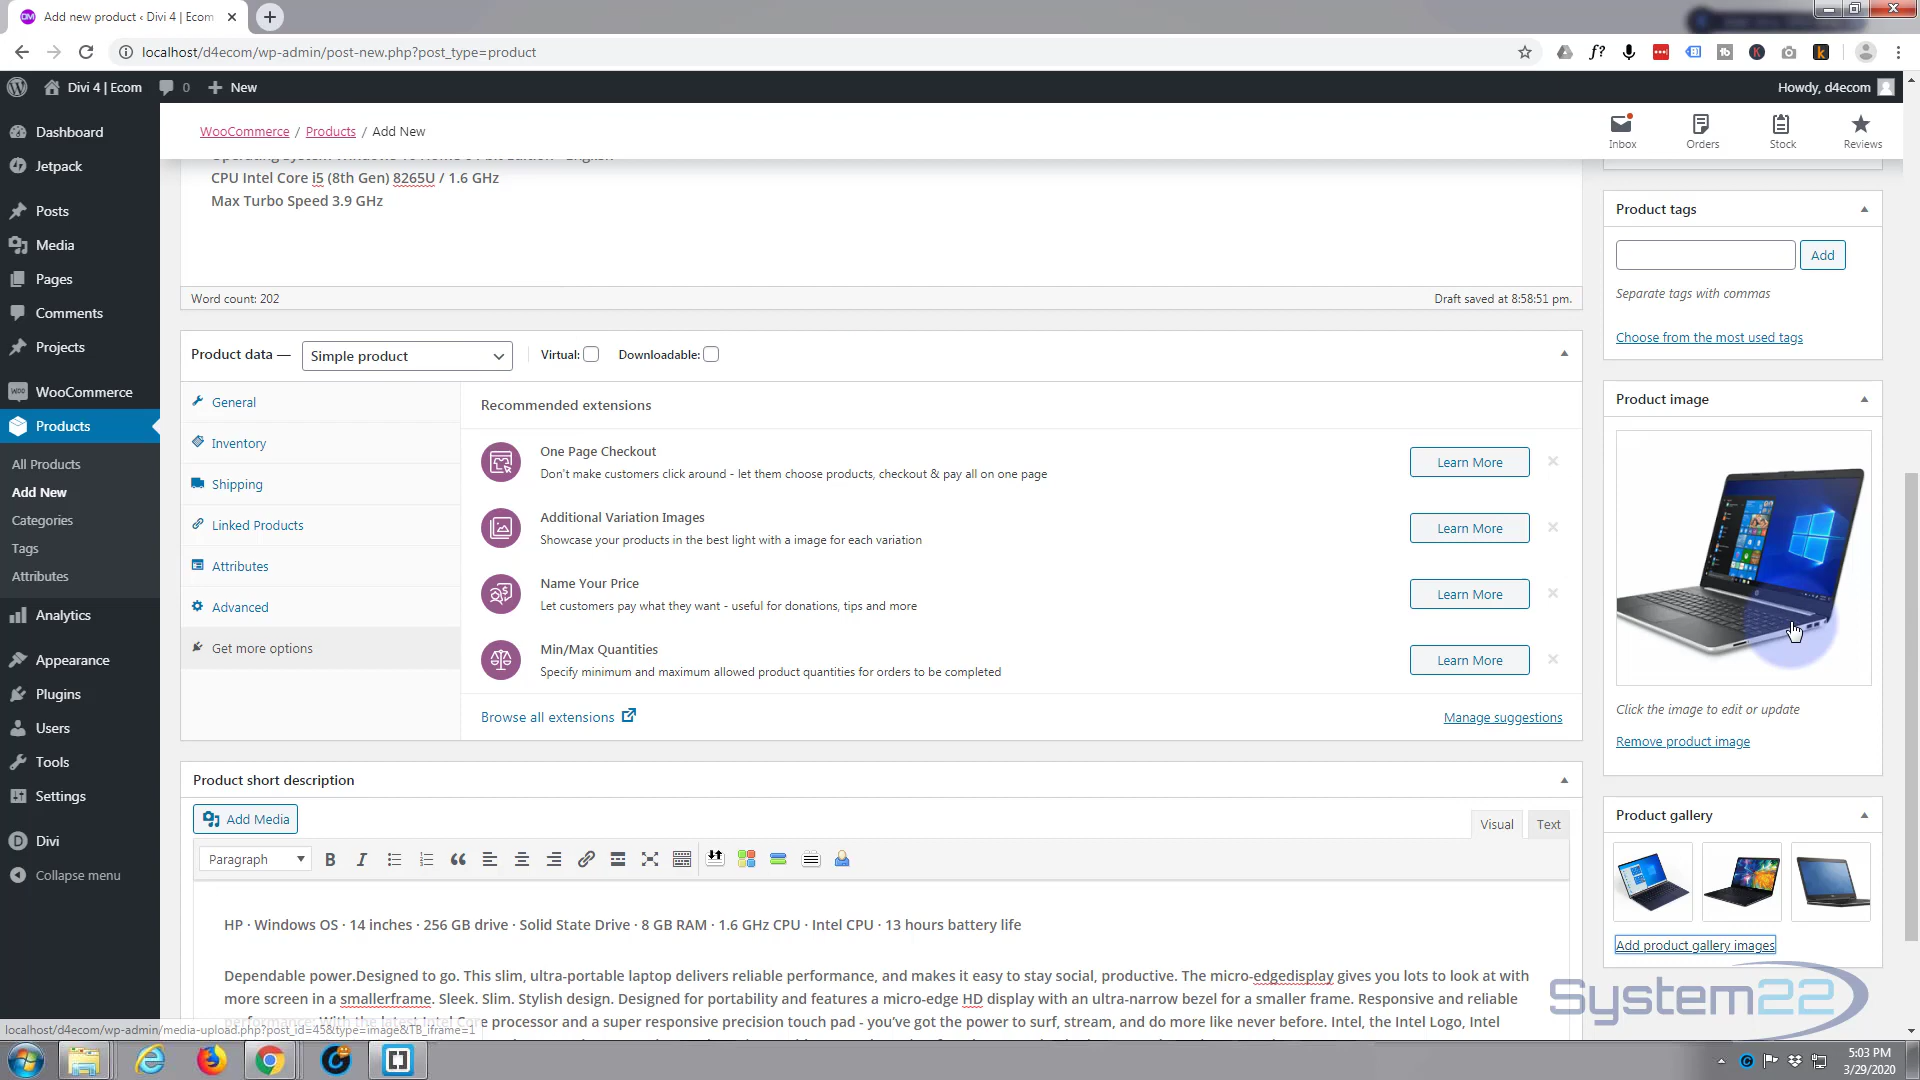 Add new product ‹ Divi 4 | Ecom
localhost/d4ecom/wp-admin/post-new.php?post_type=product
Divi 4 | Ecom
0
New
Howdy, d4ecom
WooCommerce / Products / Add New
Inbox
Orders
Stock
Reviews
Dashboard
Jetpack
Posts
Media
Pages
Comments
Projects
WooCommerce
Products
All Products
Add New
Categories
Tags
Attributes
Analytics
Appearance
Plugins
Users
Tools
Settings
Divi
Collapse menu
CPU Intel Core i5 (8th Gen) 8265U / 1.6 GHz
Max Turbo Speed 3.9 GHz
Word count: 202
Draft saved at 8:58:51 pm.
Product data —
Simple product
Virtual:
Downloadable:
General
Inventory
Shipping
Linked Products
Attributes
Advanced
Get more options
Recommended extensions
One Page Checkout
Don't make customers click around - let them choose products, checkout & pay all on one page
Learn More
Additional Variation Images
Showcase your products in the best light with a image for each variation
Learn More
Name Your Price
Let customers pay what they want - useful for donations, tips and more
Learn More
Min/Max Quantities
Specify minimum and maximum allowed product quantities for orders to be completed
Learn More
Browse all extensions
Manage suggestions
Product short description
Add Media
Visual
Text
Paragraph
HP · Windows OS · 14 inches · 256 GB drive · Solid State Drive · 8 GB RAM · 1.6 GHz CPU · Intel CPU · 13 hours battery life
Dependable power.Designed to go. This slim, ultra-portable laptop delivers reliable performance, and makes it easy to stay social, productive. The micro-edgedisplay gives you lots to look at with
more screen in a smallerframe. Sleek. Slim. Stylish design. Designed for portability and features a micro-edge HD display with an ultra-narrow bezel for a smaller frame. Responsive and reliable
processor and a super responsive precision touch pad - you've got the power to surf, stream, and do more like never before. Intel, the Intel Logo, Intel
localhost/d4ecom/wp-admin/media-upload.php?post_id=45&type=image&TB_iframe=1
Product tags
Add
Separate tags with commas
Choose from the most used tags
Product image
Click the image to edit or update
Remove product image
Product gallery
Add product gallery images
System22
5:03 PM
3/29/2020